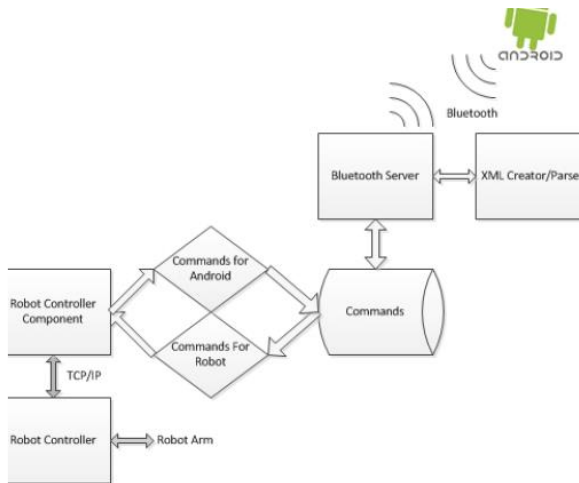 ANDROID
Bluetooth
Bluetooth Server
XML Creator/Parse
Commands for
Android
Robot Controller
Component
Commands
Commands For
Robot
TCP/IP
Robot Controller
Robot Arm